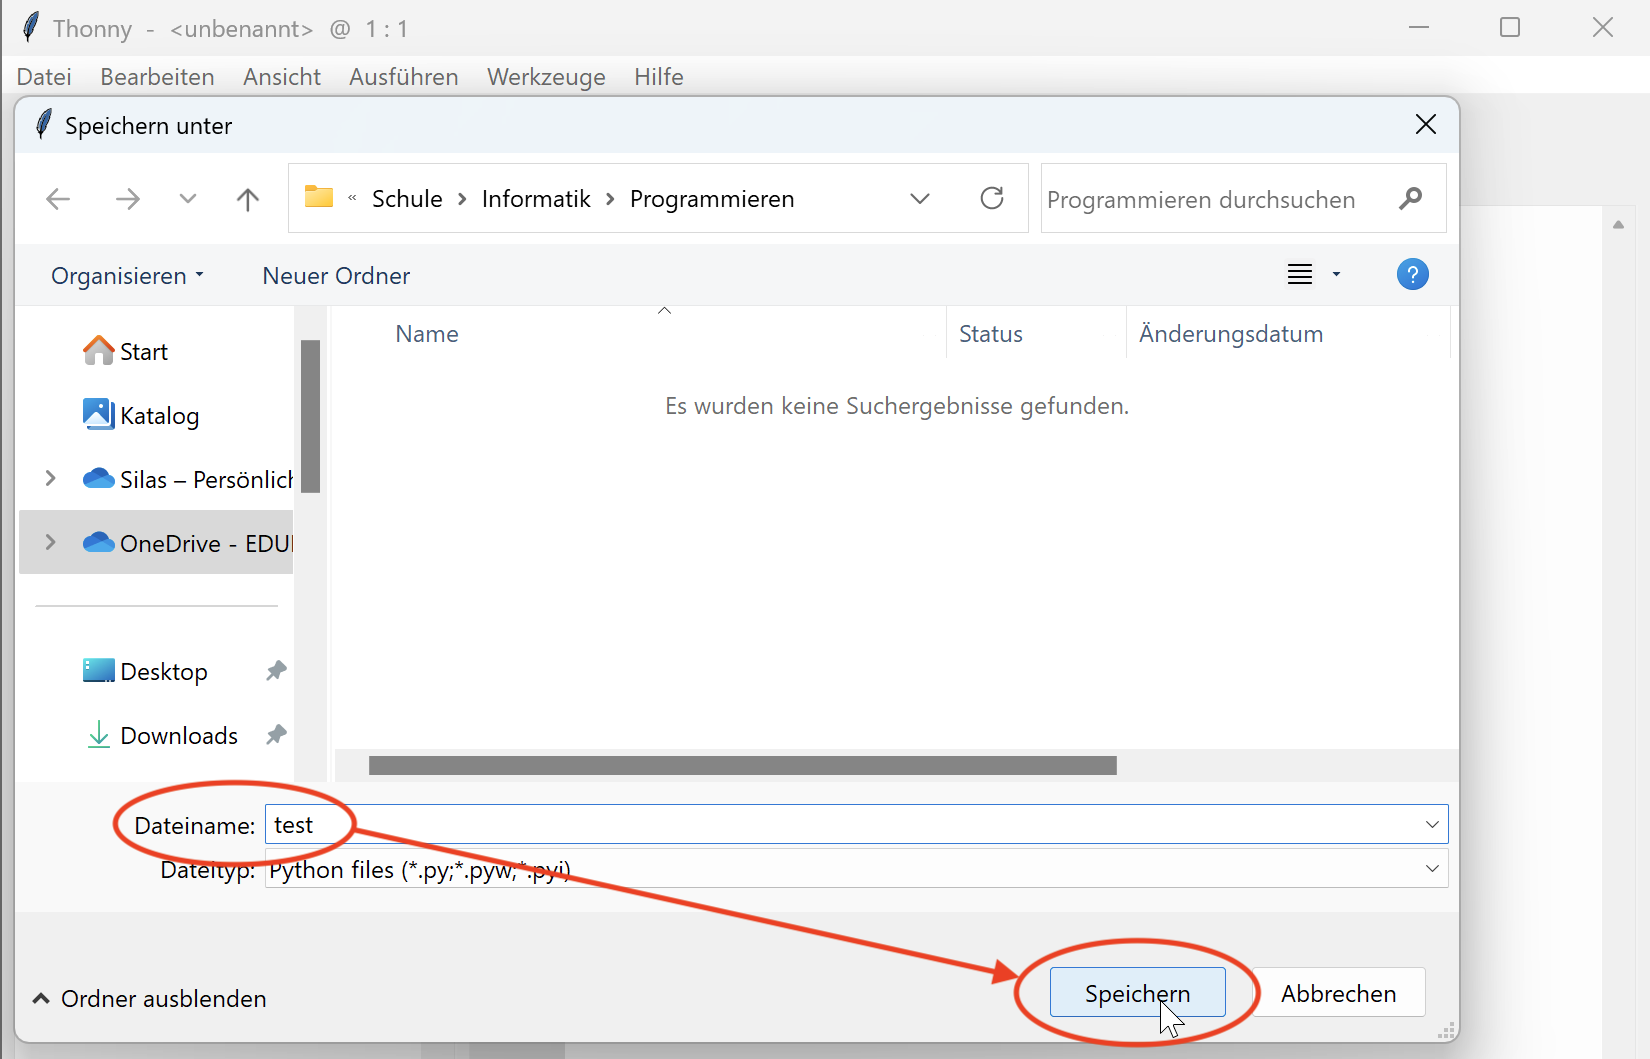 Thonny - <unbenannt> @ 1 : 1
Datei Bearbeiten Ansicht Ausführen Werkzeuge Hilfe
Speichern unter
« Schule > Informatik > Programmieren
Programmieren durchsuchen
Organisieren Neuer Ordner
?
Name Status Änderungsdatum
Es wurden keine Suchergebnisse gefunden.
Start
Katalog
Silas – Persönlich
OneDrive - EDU
Desktop
Downloads
Dateiname: test
Dateityp: Python files (*.py;*.pyw;*.pyi)
Ordner ausblenden
Speichern Abbrechen